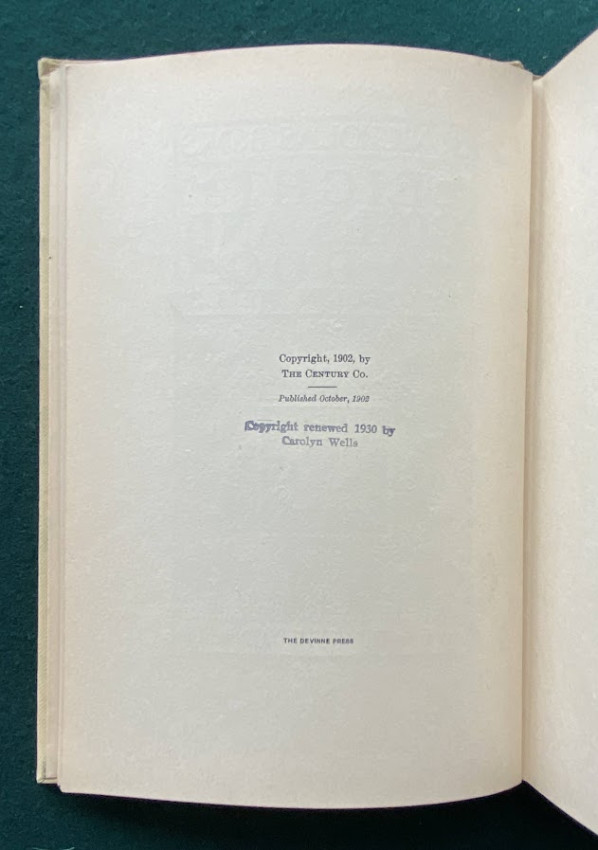 Copyright, 1902, by
THE CENTURY CO.
Published October, 1902
Copyright renewed 1930 by
Carolyn Wells
THE DEVINNE PRESS